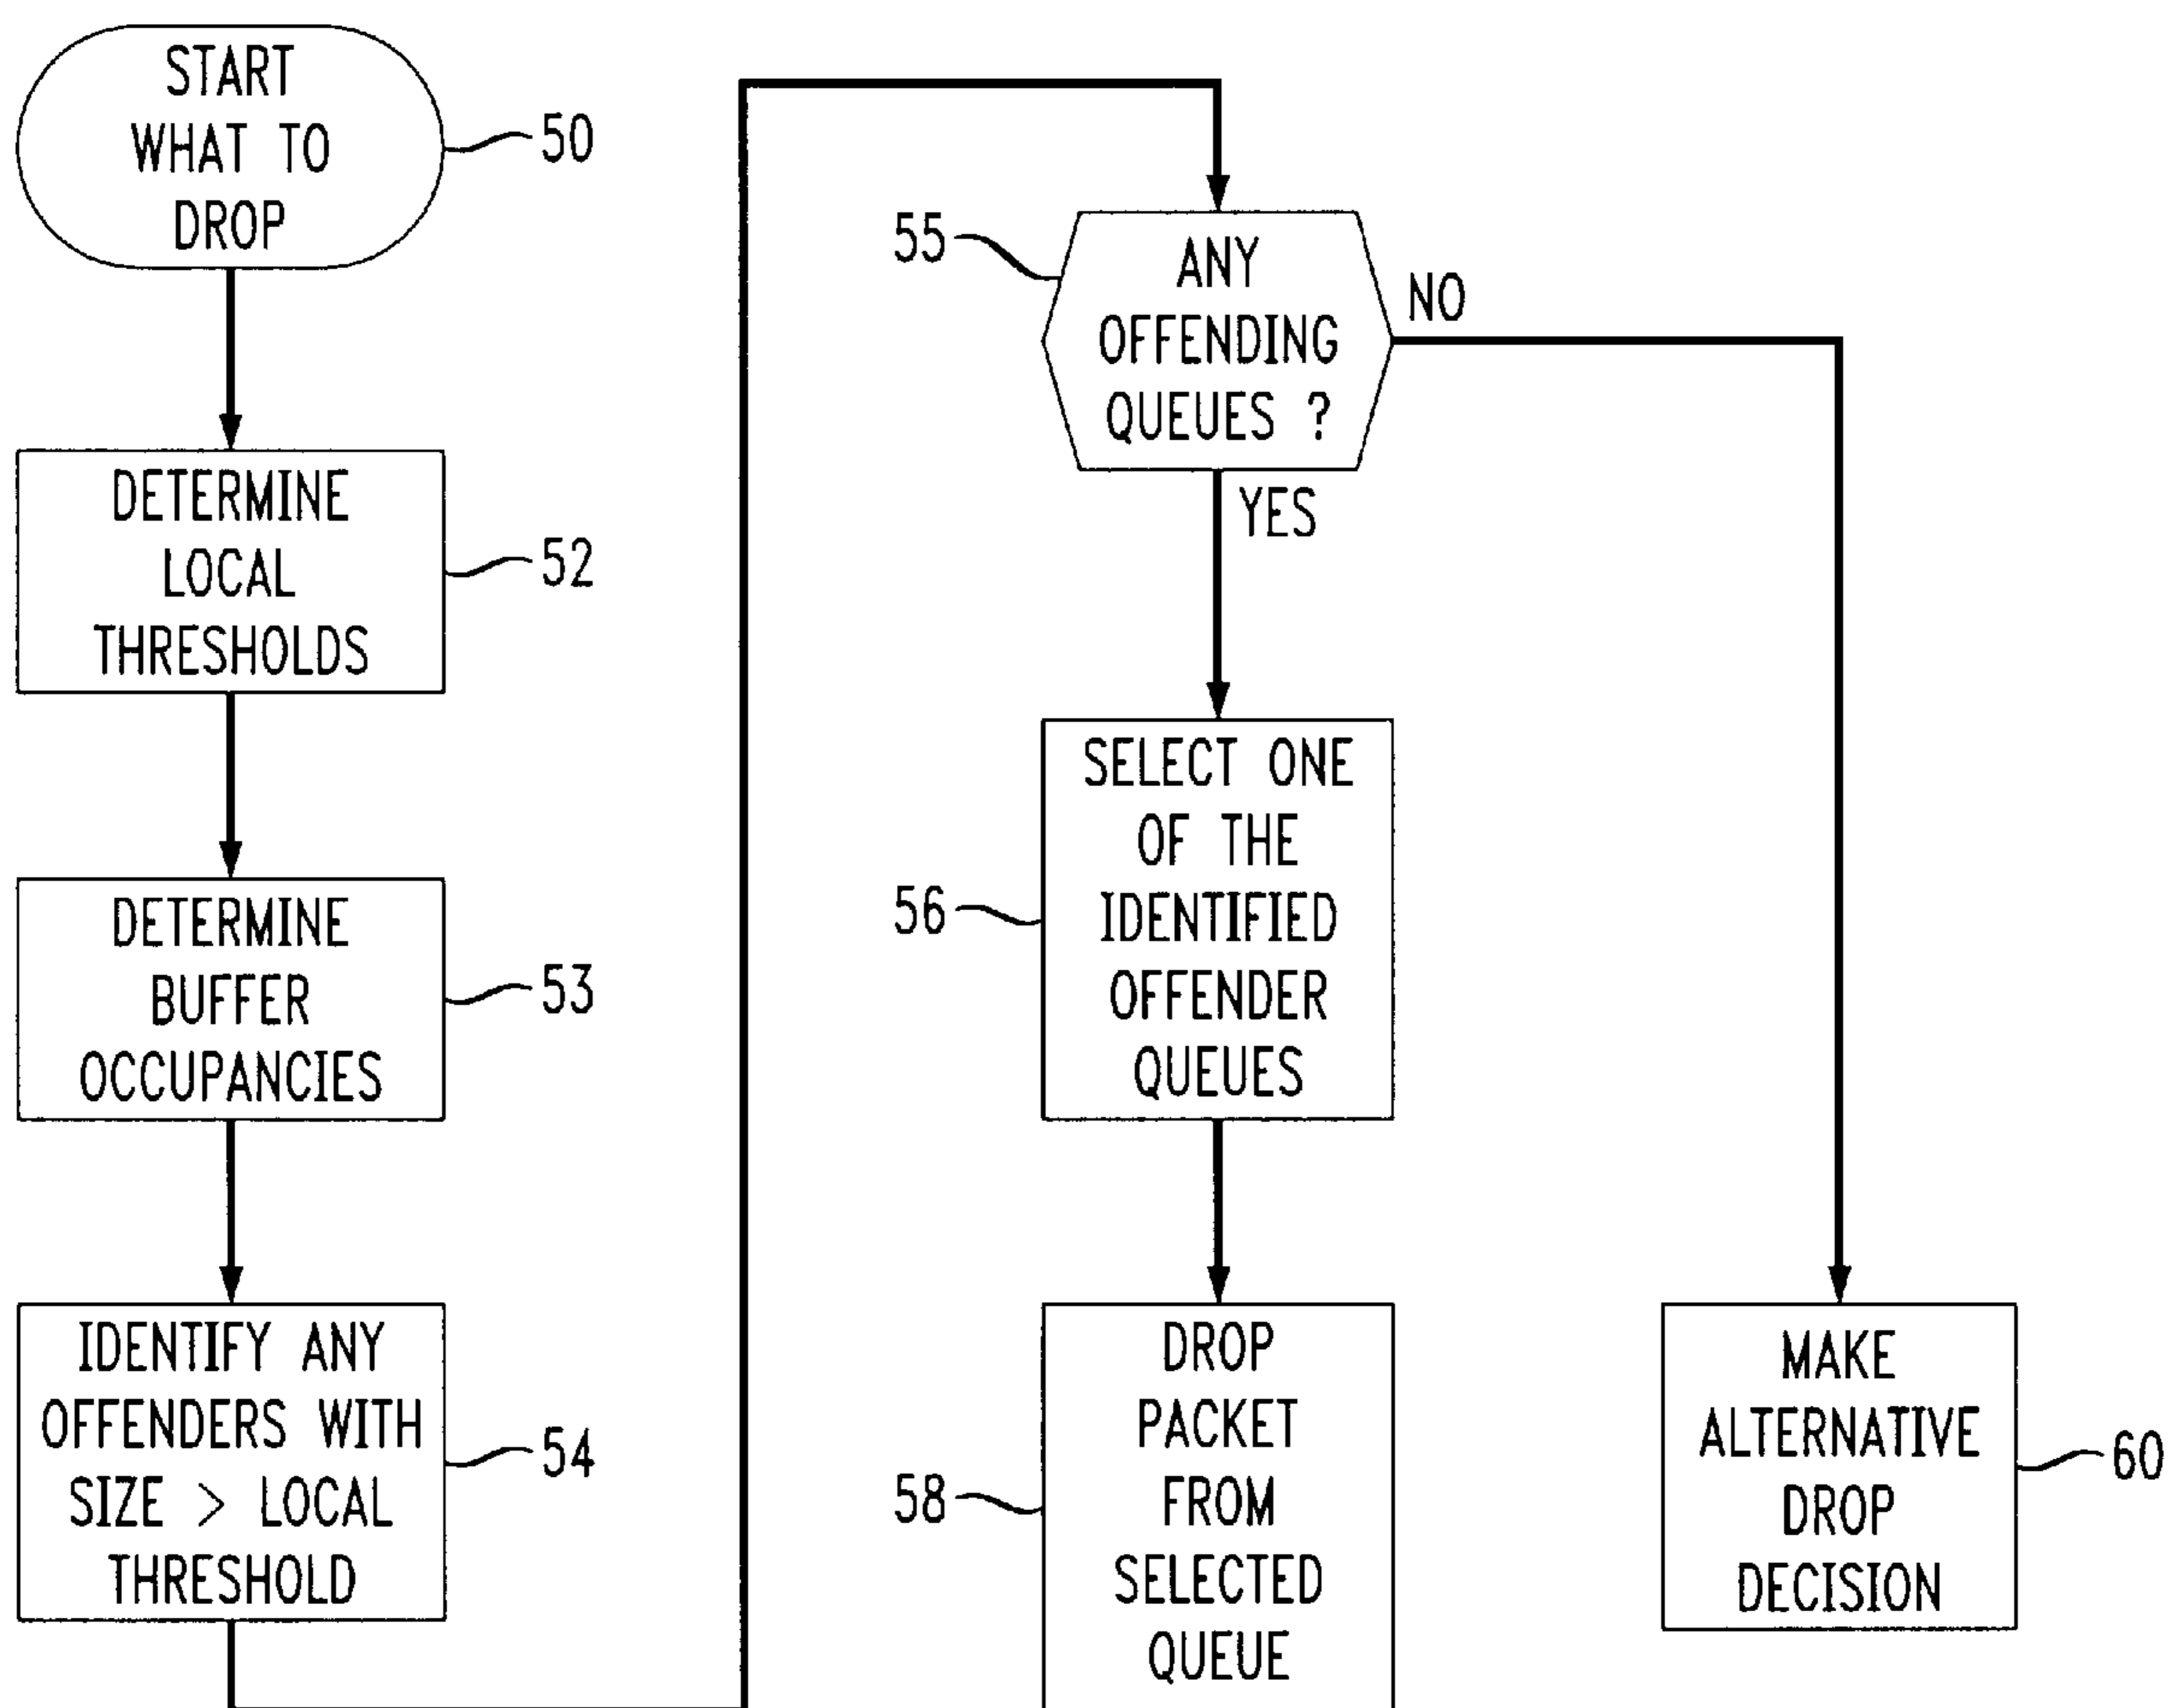 START
WHAT TO
DROP
50
DETERMINE
LOCAL
THRESHOLDS
52
DETERMINE
BUFFER
OCCUPANCIES
53
IDENTIFY ANY
OFFENDERS WITH
SIZE > LOCAL
THRESHOLD
54
55
ANY
OFFENDING
QUEUES ?
NO
YES
SELECT ONE
OF THE
IDENTIFIED
OFFENDER
QUEUES
56
DROP
PACKET
FROM
SELECTED
QUEUE
58
MAKE
ALTERNATIVE
DROP
DECISION
60